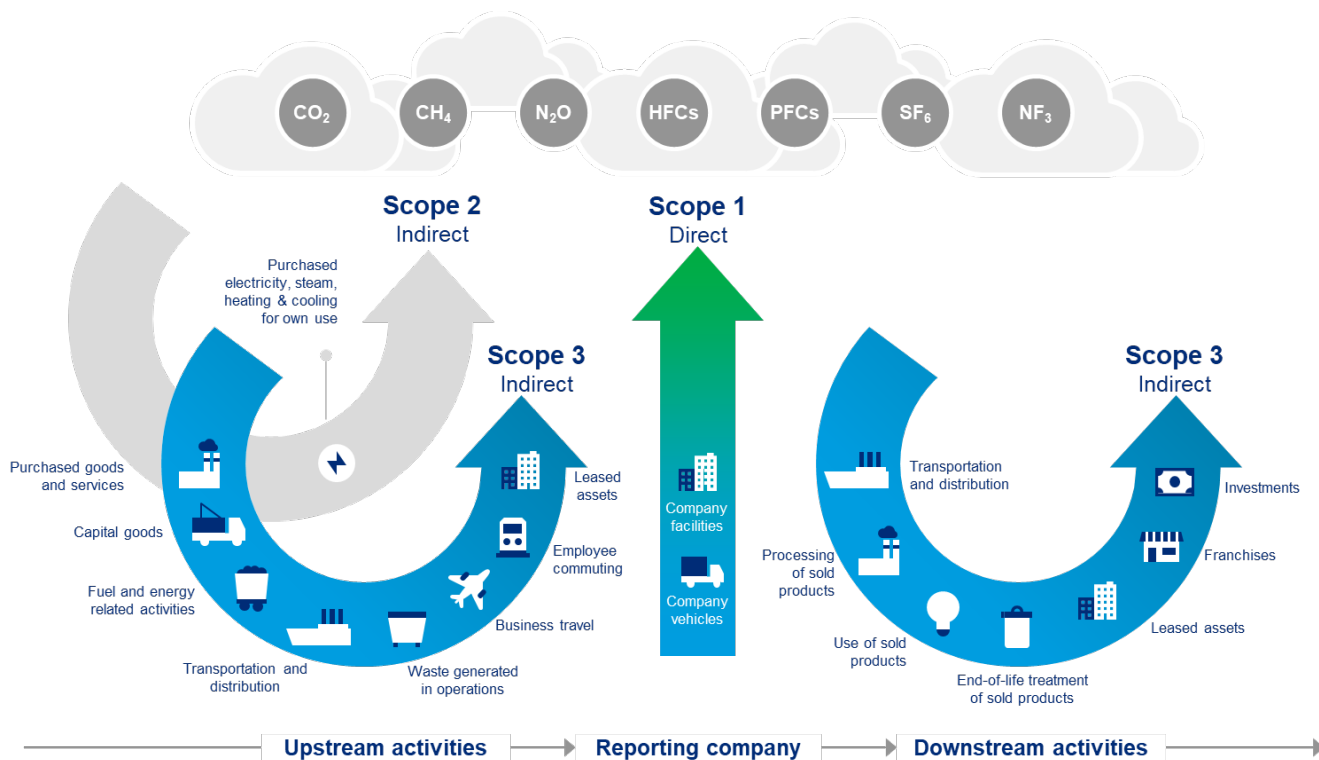 CO₂
CH₄
N₂O
HFCs
PFCs
SF₆
NF₃
Scope 2
Indirect
Purchased
electricity, steam,
heating & cooling
for own use
Scope 1
Direct
Scope 3
Indirect
Purchased goods
and services
Capital goods
Fuel and energy
related activities
Transportation and
distribution
Waste generated
in operations
Business travel
Employee
commuting
Leased
assets
Company
facilities
Company
vehicles
Scope 3
Indirect
Transportation
and distribution
Processing
of sold
products
Use of sold
products
End-of-life treatment
of sold products
Leased assets
Franchises
Investments
Upstream activities
Reporting company
Downstream activities